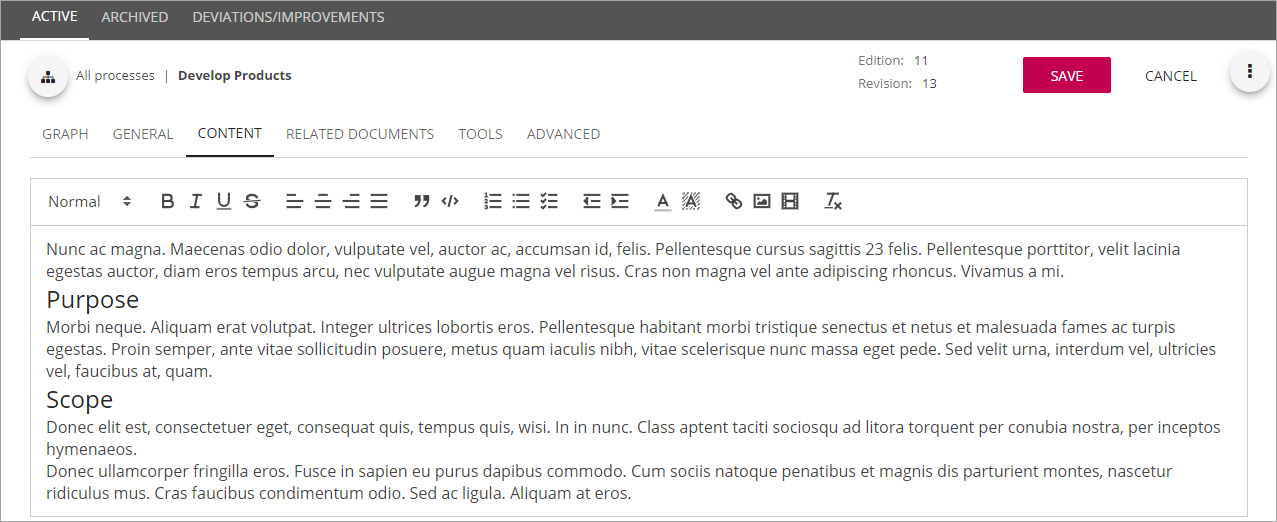 ACTIVE ARCHIVED DEVIATIONS/IMPROVEMENTS
All processes | Develop Products
Edition: 11
Revision: 13
SAVE CANCEL
GRAPH GENERAL CONTENT RELATED DOCUMENTS TOOLS ADVANCED
Normal
Nunc ac magna. Maecenas odio dolor, vulputate vel, auctor ac, accumsan id, felis. Pellentesque cursus sagittis 23 felis. Pellentesque porttitor, velit lacinia
egestas auctor, diam eros tempus arcu, nec vulputate augue magna vel risus. Cras non magna vel ante adipiscing rhoncus. Vivamus a mi.
Purpose
Morbi neque. Aliquam erat volutpat. Integer ultrices lobortis eros. Pellentesque habitant morbi tristique senectus et netus et malesuada fames ac turpis
egestas. Proin semper, ante vitae sollicitudin posuere, metus quam iaculis nibh, vitae scelerisque nunc massa eget pede. Sed velit urna, interdum vel, ultricies
vel, faucibus at, quam.
Scope
Donec elit est, consectetuer eget, consequat quis, tempus quis, wisi. In in nunc. Class aptent taciti sociosqu ad litora torquent per conubia nostra, per inceptos
hymenaeos.
Donec ullamcorper fringilla eros. Fusce in sapien eu purus dapibus commodo. Cum sociis natoque penatibus et magnis dis parturient montes, nascetur
ridiculus mus. Cras faucibus condimentum odio. Sed ac ligula. Aliquam at eros.